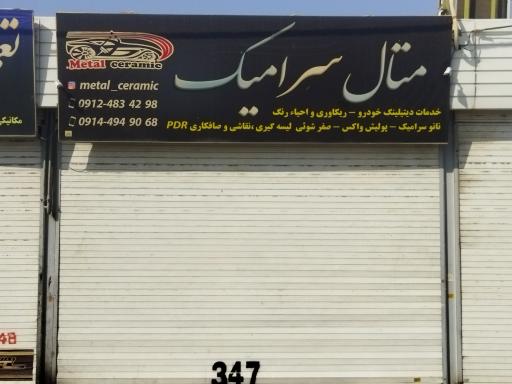 متال سرامیک
Metal ceramic
metal_ceramic
0912-483 42 98
0914-494 90 68
خدمات دیتیلینگ خودرو - ریکاوری و احیاء رنگ
نانو سرامیک - پولیش واکس - صفر شوئی لیسه گیری ،نقاشی و صافکاری PDR
مکانیکی
347